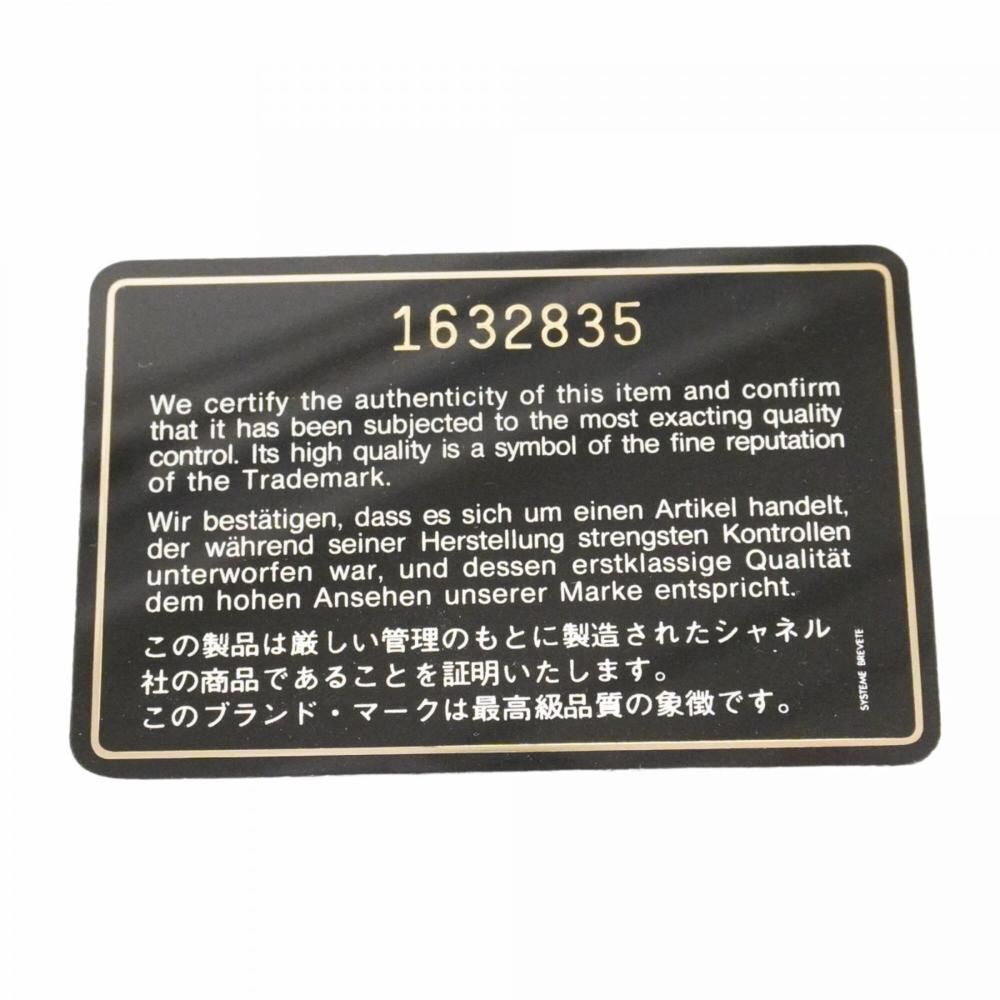 1632835
We certify the authenticity of this item and confirm
that it has been subjected to the most exacting quality
control. Its high quality is a symbol of the fine reputation
of the Trademark.
Wir bestätigen, dass es sich um einen Artikel handelt,
der während seiner Herstellung strengsten Kontrollen
unterworfen war, und dessen erstklassige Qualität
dem hohen Ansehen unserer Marke entspricht.
この製品は厳しい管理のもとに製造されたシャネル
社の商品であることを証明いたします。
このブランド・マークは最高級品質の象徴です。
SYSTEME BREVETE